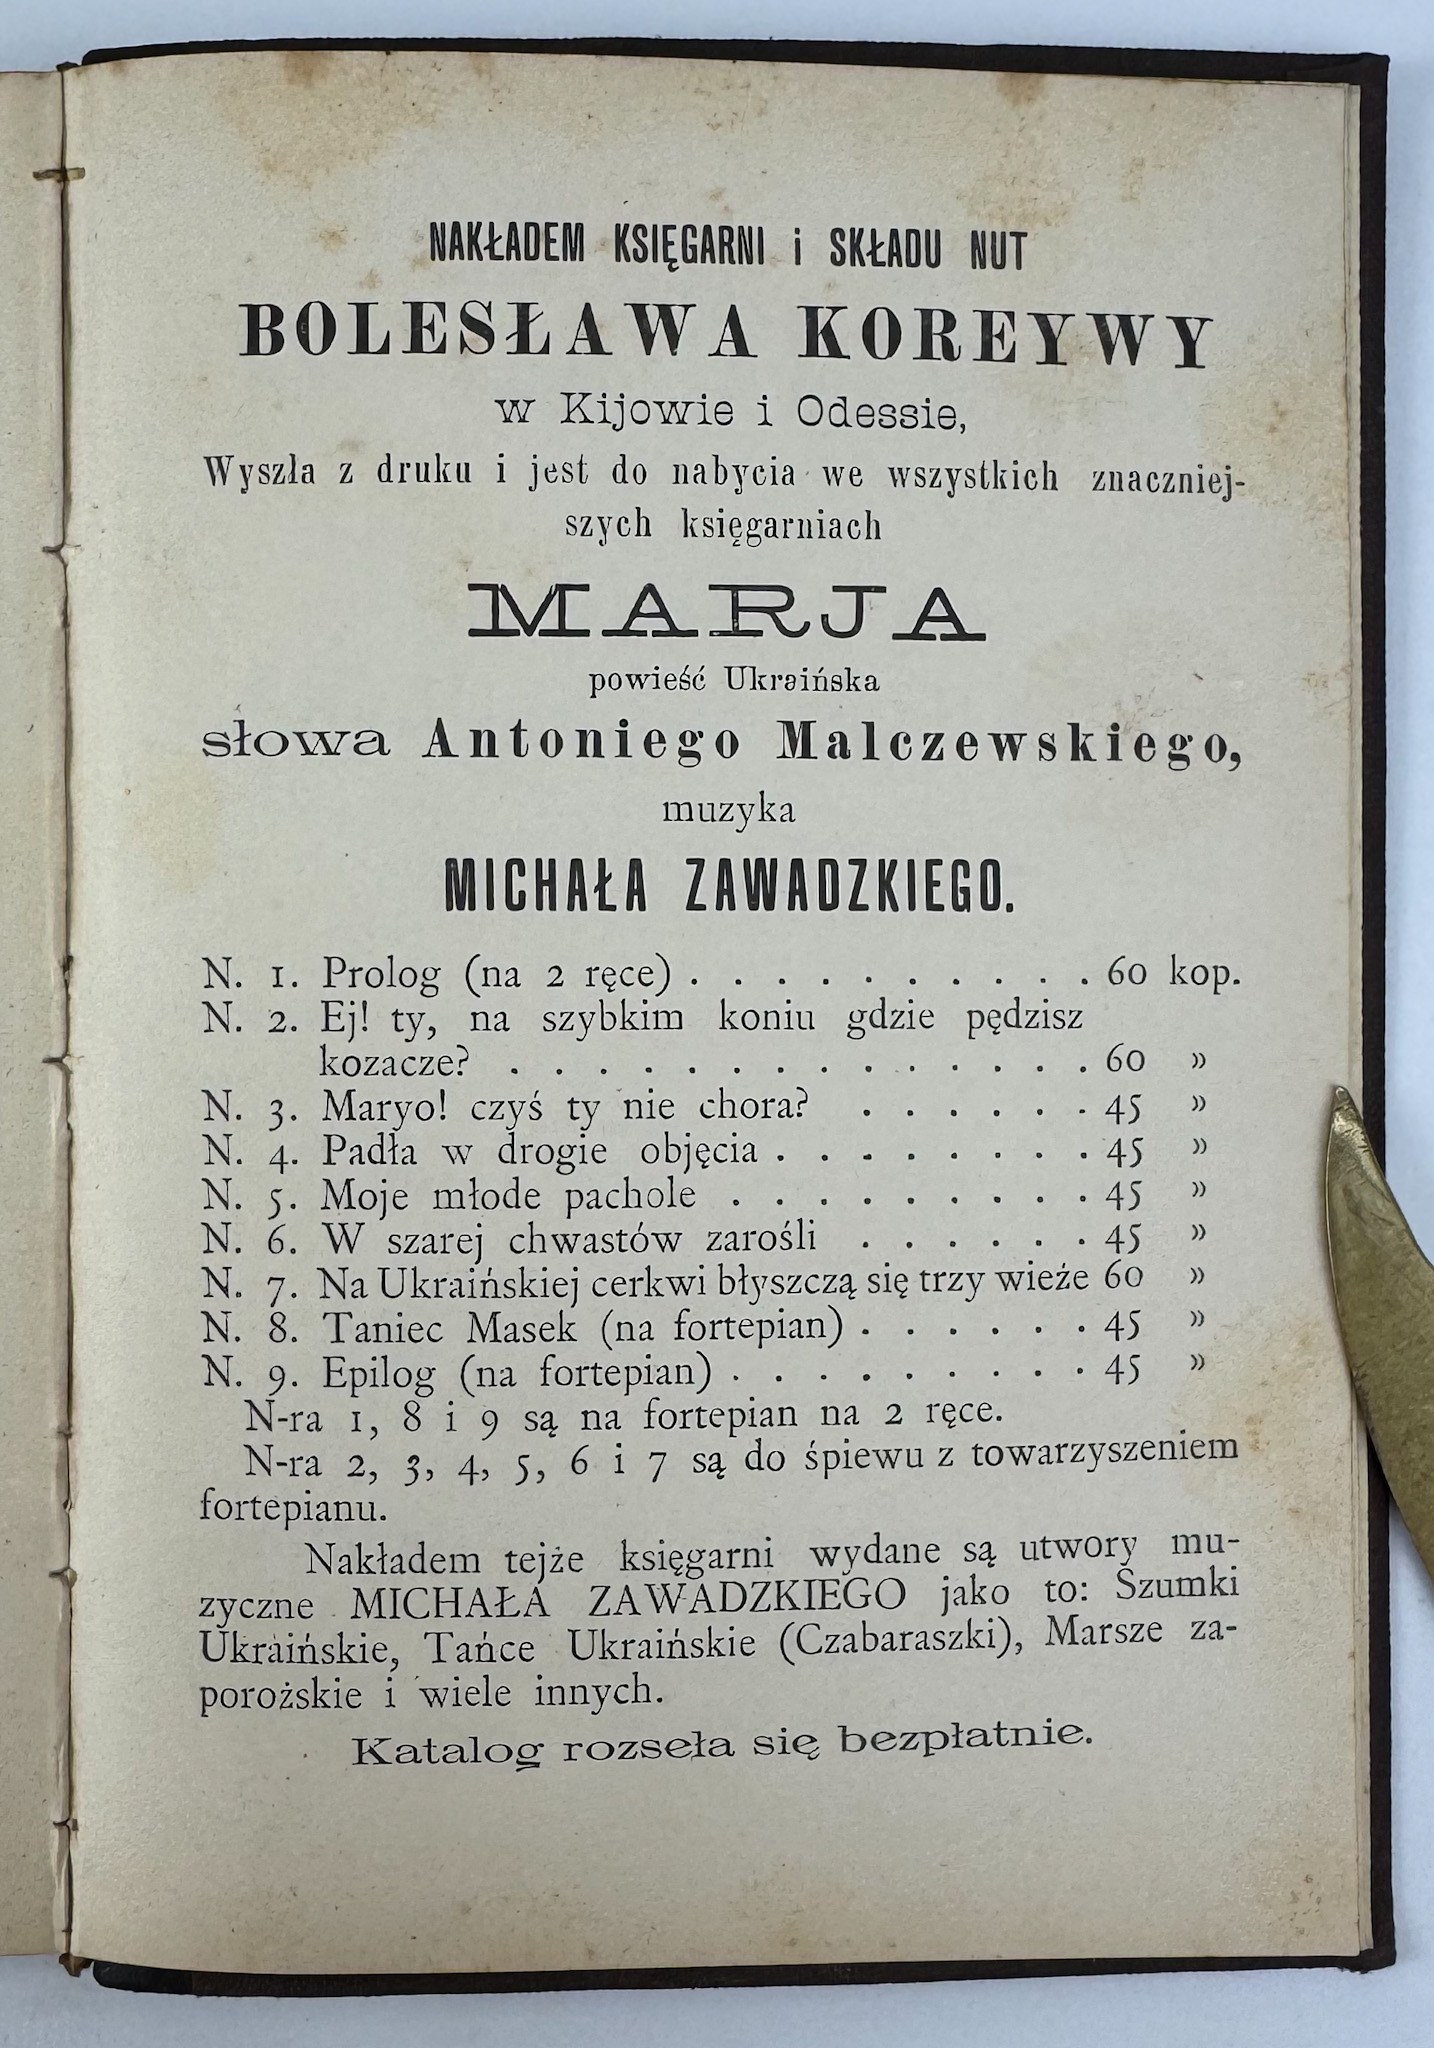 NAKŁADEM KSIĘGARNI i SKŁADU NUT
BOLESŁAWA KOREYWY
w Kijowie i Odessie,
Wyszła z druku i jest do nabycia we wszystkich znaczniej-
szych księgarniach
MARJA
powieść Ukraińska
słowa Antoniego Malczewskiego,
muzyka
MICHAŁA ZAWADZKIEGO.
N. 1. Prolog (na 2 ręce) . . . . . . . . . . 60 kop.
N. 2. Ej! ty, na szybkim koniu gdzie pędzisz
kozacze? . . . . . . . . . . . . . . 60 »
N. 3. Maryo! czyś ty nie chora? . . . . . . 45 »
N. 4. Padła w drogie objęcia . . . . . . . . 45 »
N. 5. Moje młode pachole . . . . . . . . . 45 »
N. 6. W szarej chwastów zarośli . . . . . . 45 »
N. 7. Na Ukraińskiej cerkwi błyszczą się trzy wieże 60 »
N. 8. Taniec Masek (na fortepian) . . . . . . 45 »
N. 9. Epilog (na fortepian) . . . . . . . . . 45 »
N-ra 1, 8 i 9 są na fortepian na 2 ręce.
N-ra 2, 3, 4, 5, 6 i 7 są do śpiewu z towarzyszeniem
fortepianu.
Nakładem tejże księgarni wydane są utwory mu-
zyczne MICHAŁA ZAWADZKIEGO jako to: Szumki
Ukraińskie, Tańce Ukraińskie (Czabaraszki), Marsze za-
porożskie i wiele innych.
Katalog rozseła się bezpłatnie.